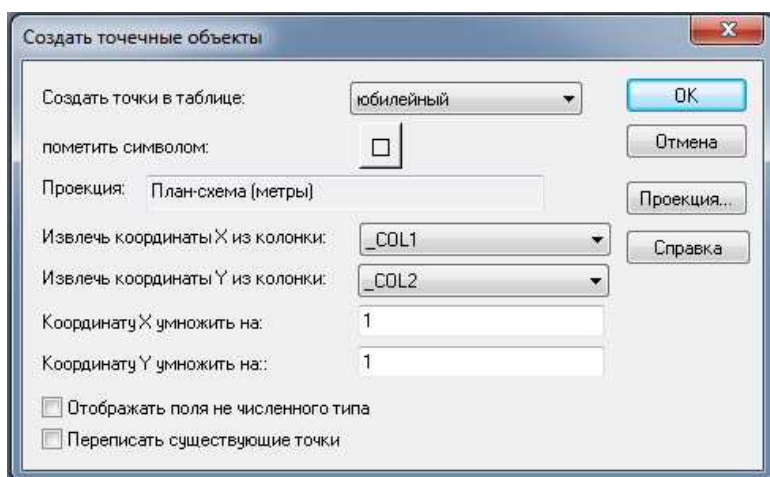 Создать точечные объекты
Создать точки в таблице: юбилейный OK
пометить символом: Отмена
Проекция: План-схема (метры) Проекция...
Извлечь координаты X из колонки: _COL1 Справка
Извлечь координаты Y из колонки: _COL2
Координату X умножить на: 1
Координату Y умножить на:: 1
Отображать поля не численного типа
Переписать существующие точки